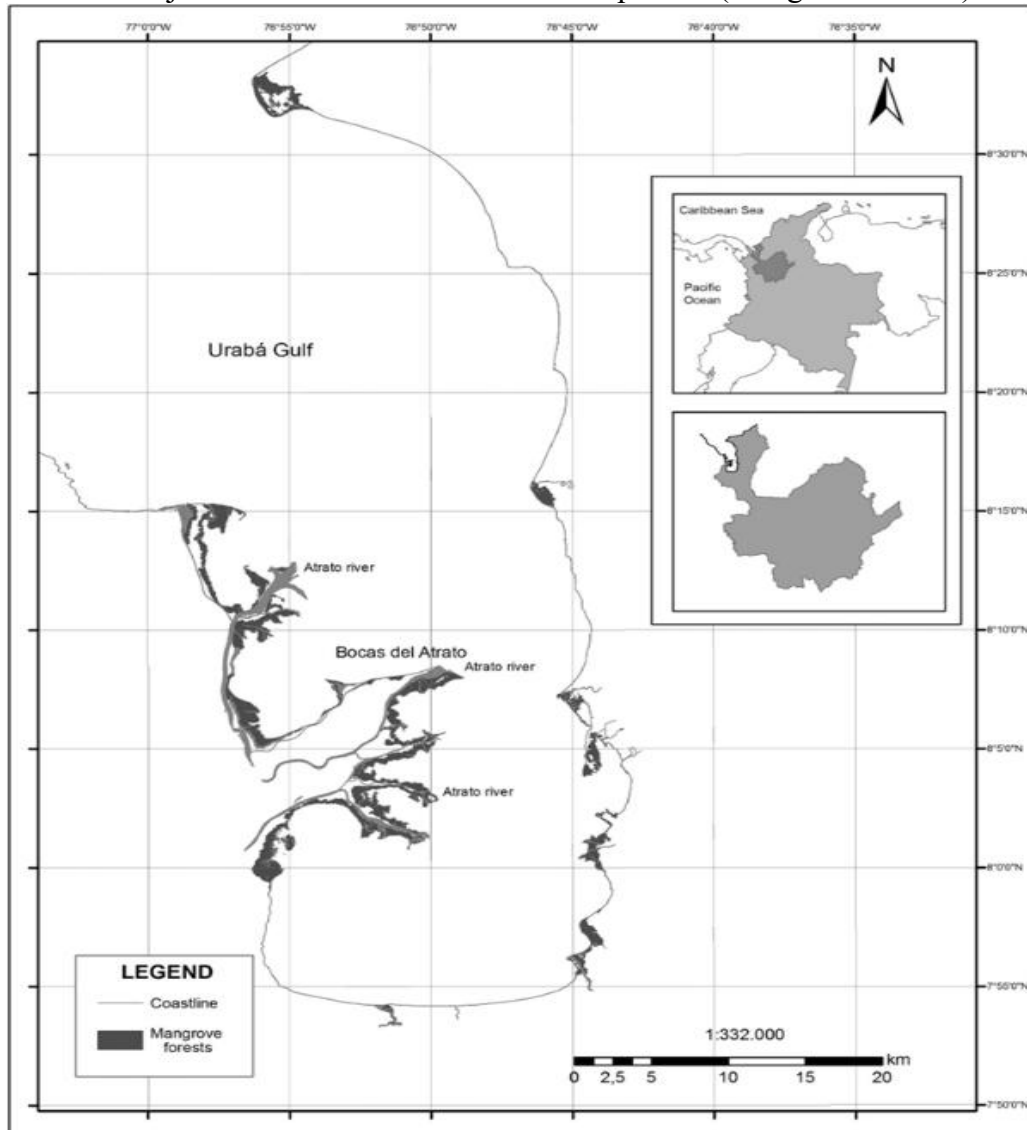 77°0'0"W 76°55'0"W 76°50'0"W 76°45'0"W 76°40'0"W 76°35'0"W
N
8°30'0"N
Caribbean Sea
Pacific
Ocean
8°25'0"N
Urabá Gulf
8°20'0"N
8°15'0"N
Atrato river
8°10'0"N
Bocas del Atrato
Atrato river
8°5'0"N
Atrato river
8°0'0"N
LEGEND
Coastline
Mangrove
forests
7°55'0"N
1:332.000
km
0 2,5 5 10 15 20
7°50'0"N